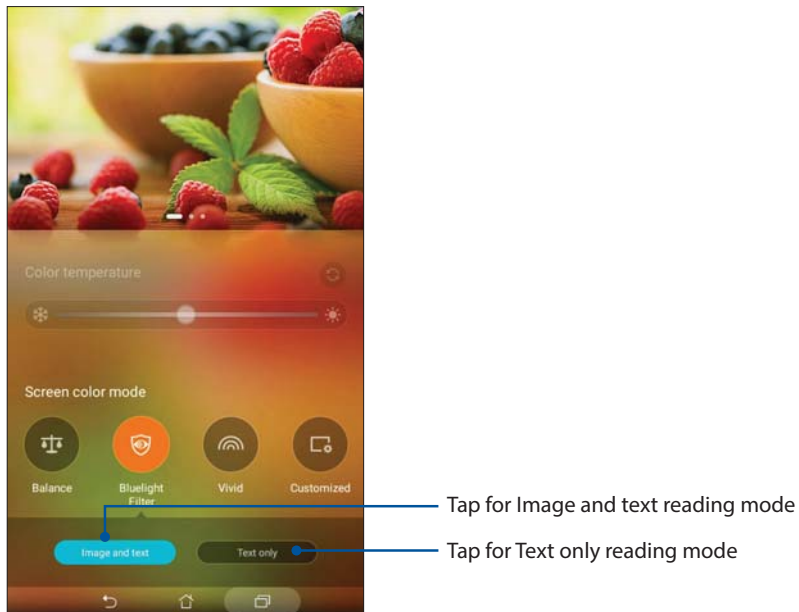 Color temperature
Screen color mode
Balance
Bluelight
Filter
Vivid
Customized
Tap for Image and text reading mode
Image and text
Text only
Tap for Text only reading mode